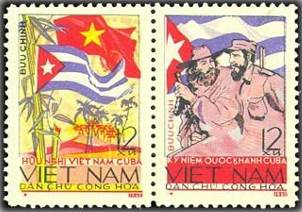 BƯU CHÍNH
12 XU
HỮU NGHỊ VIỆT NAM CUBA
VIỆT NAM
DÂN CHỦ CỘNG HÒA
BƯU CHÍNH
12 XU
KỶ NIỆM QUỐC KHÁNH CUBA
VIỆT NAM
DÂN CHỦ CỘNG HÒA